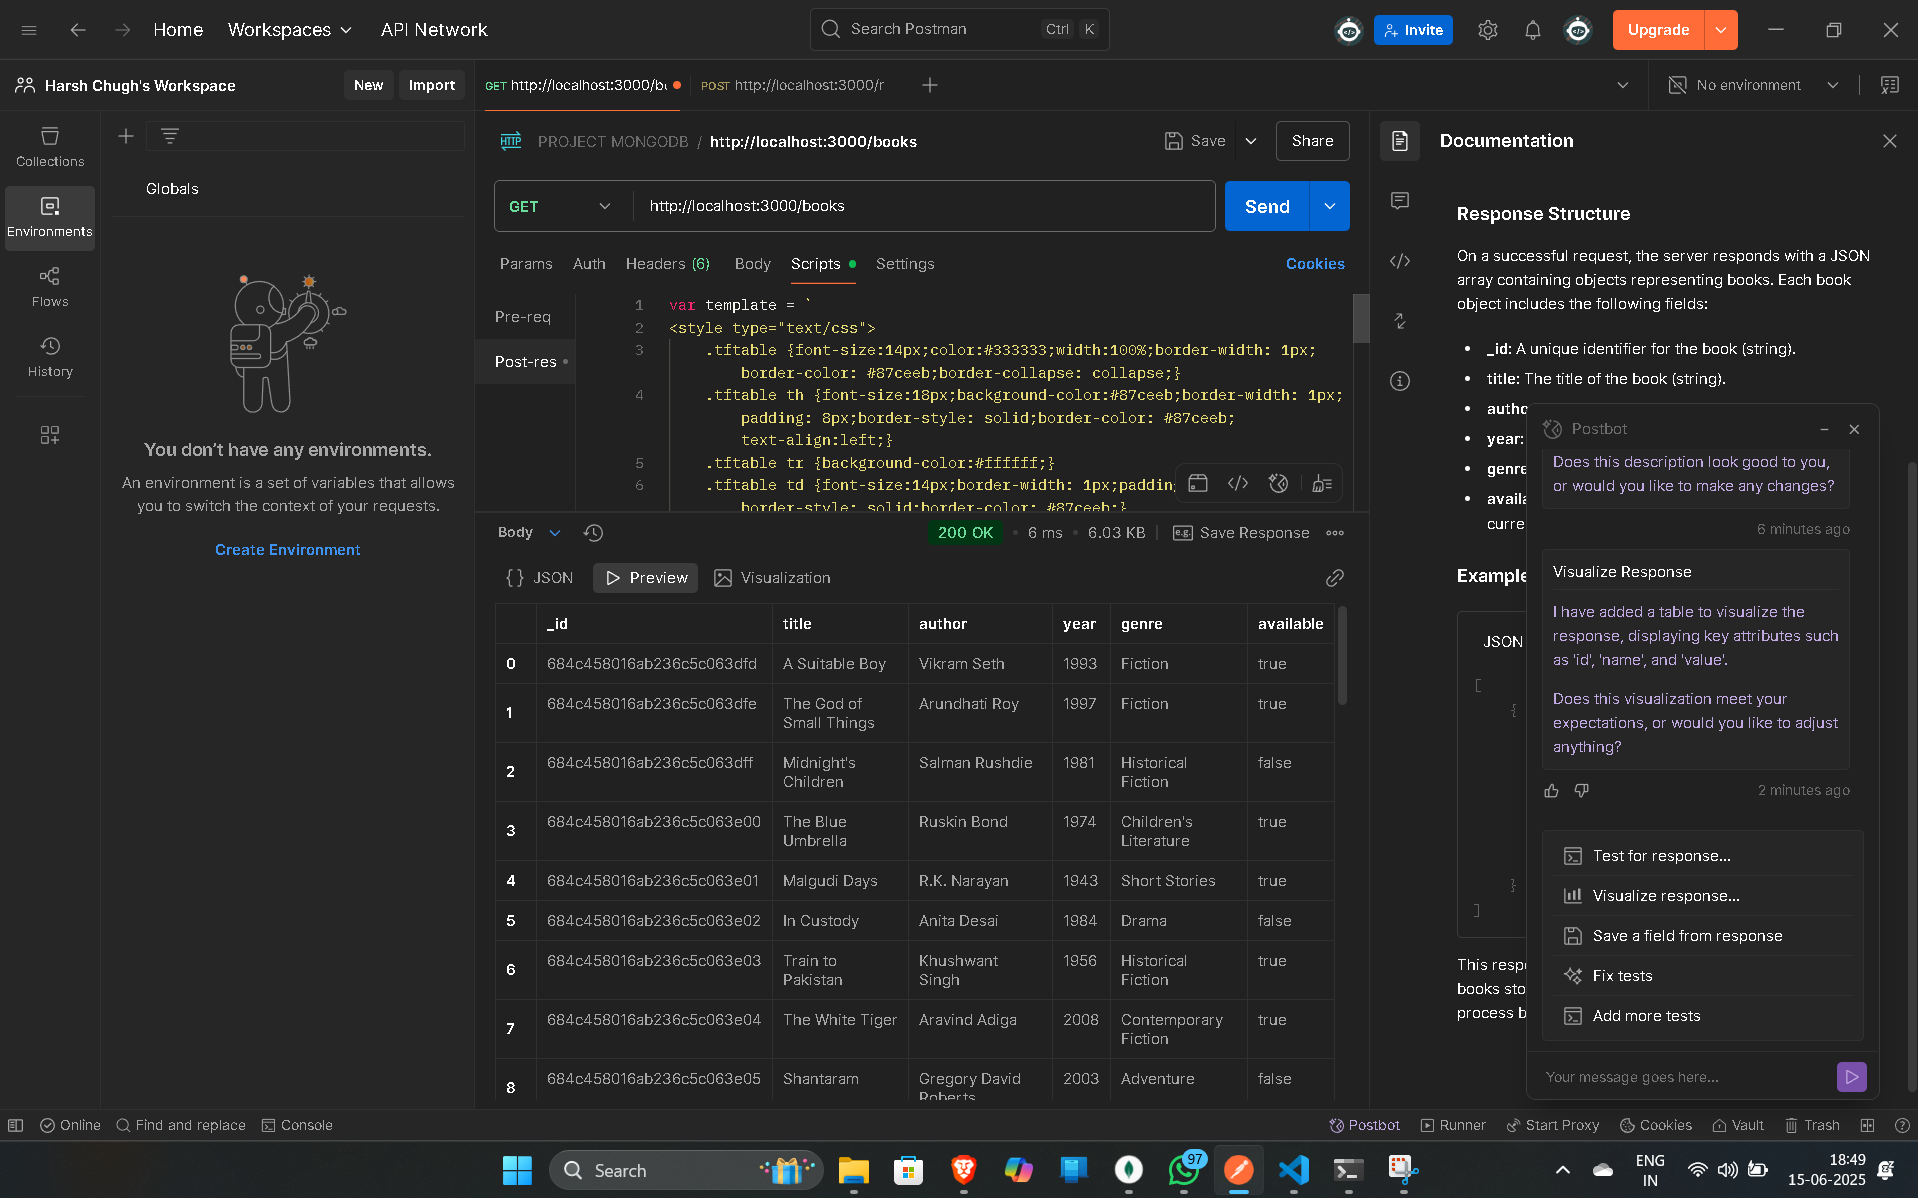 Home
Workspaces
API Network
Search Postman
Ctrl
K
Invite
Upgrade
Harsh Chugh's Workspace
New
Import
GET http://localhost:3000/b
POST http://localhost:3000/r
No environment
Collections
Environments
Flows
History
Globals
You don't have any environments.
An environment is a set of variables that allows
you to switch the context of your requests.
Create Environment
HTTP
PROJECT MONGODB / http://localhost:3000/books
Save
Share
GET
http://localhost:3000/books
Send
Params
Auth
Headers (6)
Body
Scripts
Settings
Cookies
Pre-req
Post-res
1 var template = `
2 <style type="text/css">
3 .tftable {font-size:14px;color:#333333;width:100%;border-width: 1px;
border-color: #87ceeb;border-collapse: collapse;}
4 .tftable th {font-size:18px;background-color:#87ceeb;border-width: 1px;
padding: 8px;border-style: solid;border-color: #87ceeb;
text-align:left;}
5 .tftable tr {background-color:#ffffff;}
6 .tftable td {font-size:14px;border-width: 1px;padding
border-style: solid;border-color: #87ceeb;}
Body
200 OK
6 ms
6.03 KB
e.g.
Save Response
{} JSON
Preview
Visualization
_id title author year genre available
0 684c458016ab236c5c063dfd A Suitable Boy Vikram Seth 1993 Fiction true
1 684c458016ab236c5c063dfe The God of Arundhati Roy 1997 Fiction true
Small Things
2 684c458016ab236c5c063dff Midnight's Salman Rushdie 1981 Historical false
Children Fiction
3 684c458016ab236c5c063e00 The Blue Ruskin Bond 1974 Children's true
Umbrella Literature
4 684c458016ab236c5c063e01 Malgudi Days R.K. Narayan 1943 Short Stories true
5 684c458016ab236c5c063e02 In Custody Anita Desai 1984 Drama false
6 684c458016ab236c5c063e03 Train to Khushwant 1956 Historical true
Pakistan Singh Fiction
7 684c458016ab236c5c063e04 The White Tiger Aravind Adiga 2008 Contemporary true
Fiction
8 684c458016ab236c5c063e05 Shantaram Gregory David 2003 Adventure false
Roberts
Documentation
Response Structure
On a successful request, the server responds with a JSON
array containing objects representing books. Each book
object includes the following fields:
• _id: A unique identifier for the book (string).
• title: The title of the book (string).
• autho
• year:
• genre
• availa
curre
Example
JSON
[
{
}
]
This resp
books sto
process b
Postbot
Does this description look good to you,
or would you like to make any changes?
6 minutes ago
Visualize Response
I have added a table to visualize the
response, displaying key attributes such
as 'id', 'name', and 'value'.
Does this visualization meet your
expectations, or would you like to adjust
anything?
2 minutes ago
Test for response...
Visualize response...
Save a field from response
Fix tests
Add more tests
Your message goes here...
Online
Find and replace
Console
Postbot
Runner
Start Proxy
Cookies
Vault
Trash
Search
97
ENG
IN
18:49
15-06-2025